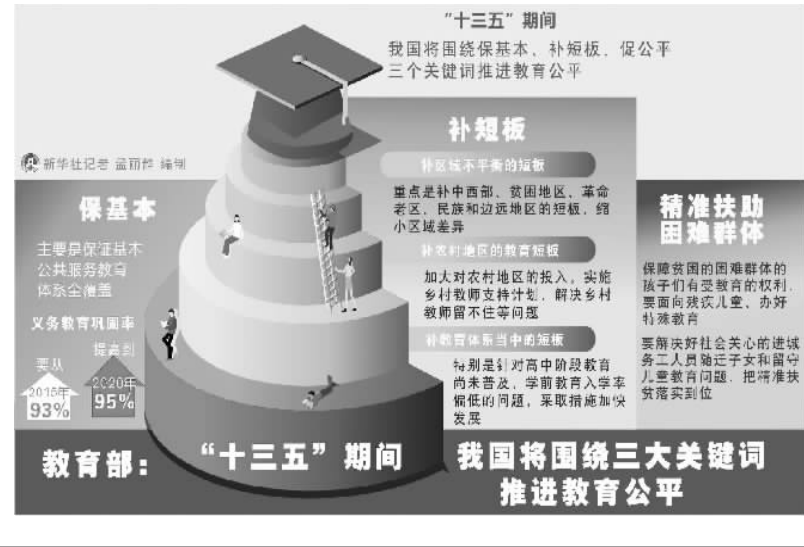 “十三五”期间
我国将围绕保基本、补短板、促公平
三个关键词推进教育公平
新华社记者 孟丽静 编制
保基本
主要是保证基本
公共服务教育
体系全覆盖
义务教育巩固率
要从
2015年
93%
提高到
2020年
95%
补短板
补区域不平衡的短板
重点是补中西部、贫困地区、革命
老区、民族和边远地区的短板、缩
小区域差异
补农村地区的教育短板
加大对农村地区的投入，实施
乡村教师支持计划，解决乡村
教师留不住等问题
补教育体系当中的短板
特别是针对高中阶段教育
尚未普及，学前教育入学率
偏低的问题，采取措施加快
发展
精准扶助
困难群体
保障贫困的困难群体的
孩子们有受教育的权利，
要面向残疾儿童、办好
特殊教育
要解决好社会关心的进城
务工人员随迁子女和留守
儿童教育问题，把精准扶
贫落实到位
教育部：
“十三五”期间
我国将围绕三大关键词
推进教育公平